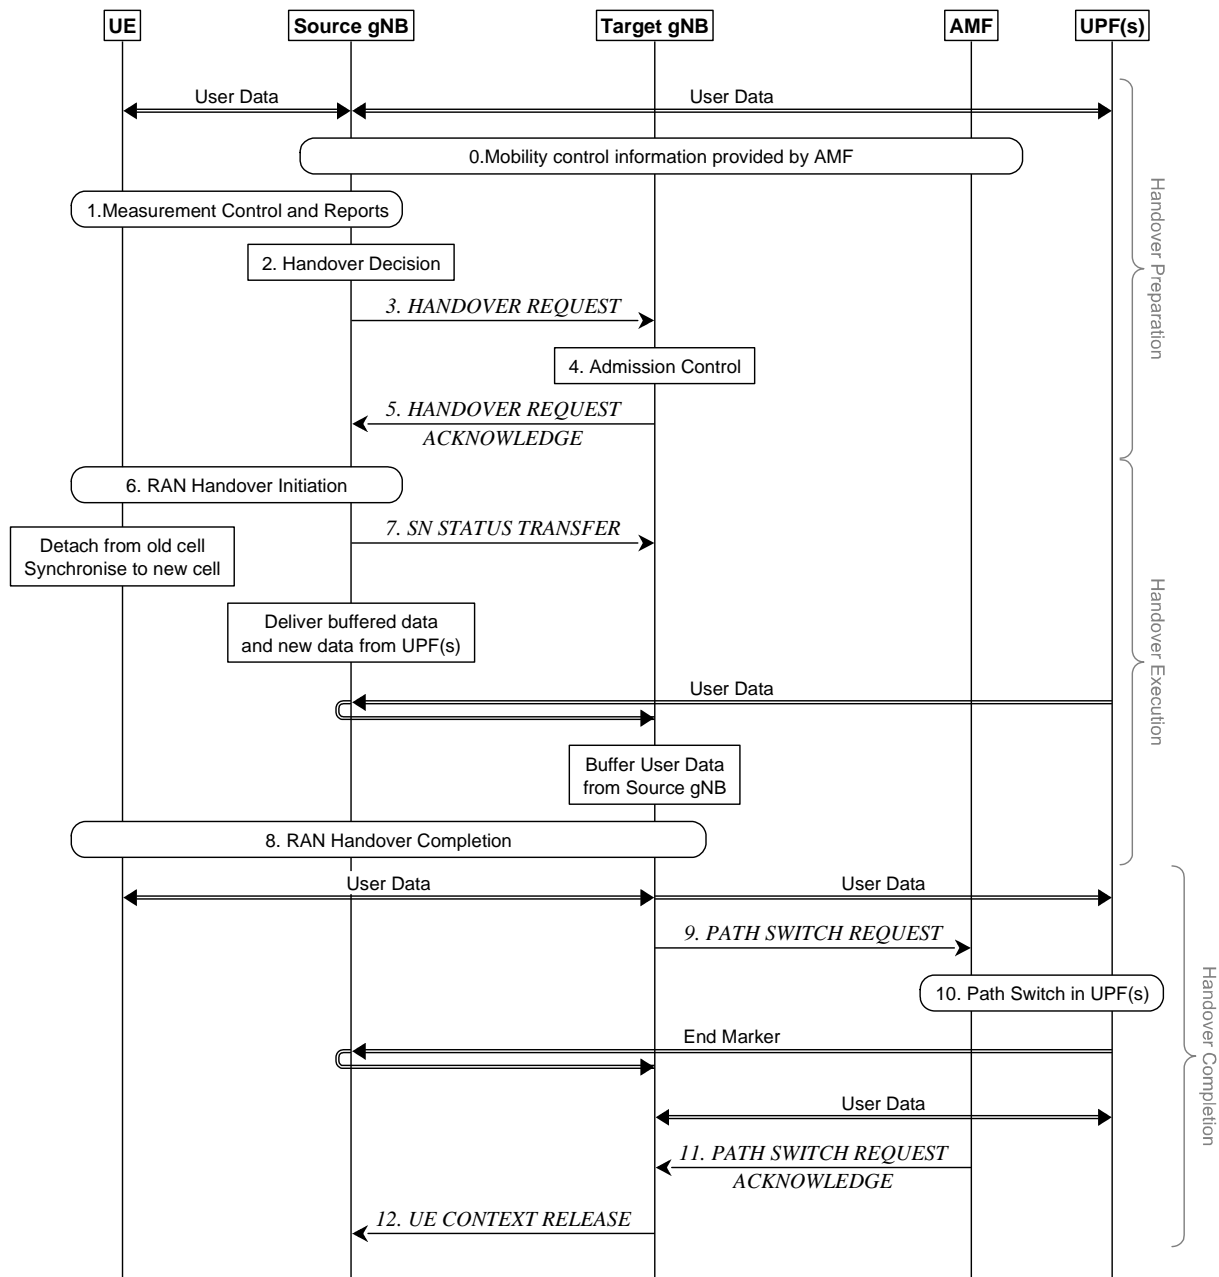 UE
Source gNB
Target gNB
AMF
UPF(s)
User Data
User Data
0.Mobility control information provided by AMF
1.Measurement Control and Reports
2. Handover Decision
3. HANDOVER REQUEST
4. Admission Control
5. HANDOVER REQUEST
ACKNOWLEDGE
Handover Preparation
6. RAN Handover Initiation
7. SN STATUS TRANSFER
Detach from old cell
Synchronise to new cell
Deliver buffered data
and new data from UPF(s)
User Data
Buffer User Data
from Source gNB
8. RAN Handover Completion
Handover Execution
User Data
User Data
9. PATH SWITCH REQUEST
10. Path Switch in UPF(s)
End Marker
User Data
11. PATH SWITCH REQUEST
ACKNOWLEDGE
12. UE CONTEXT RELEASE
Handover Completion